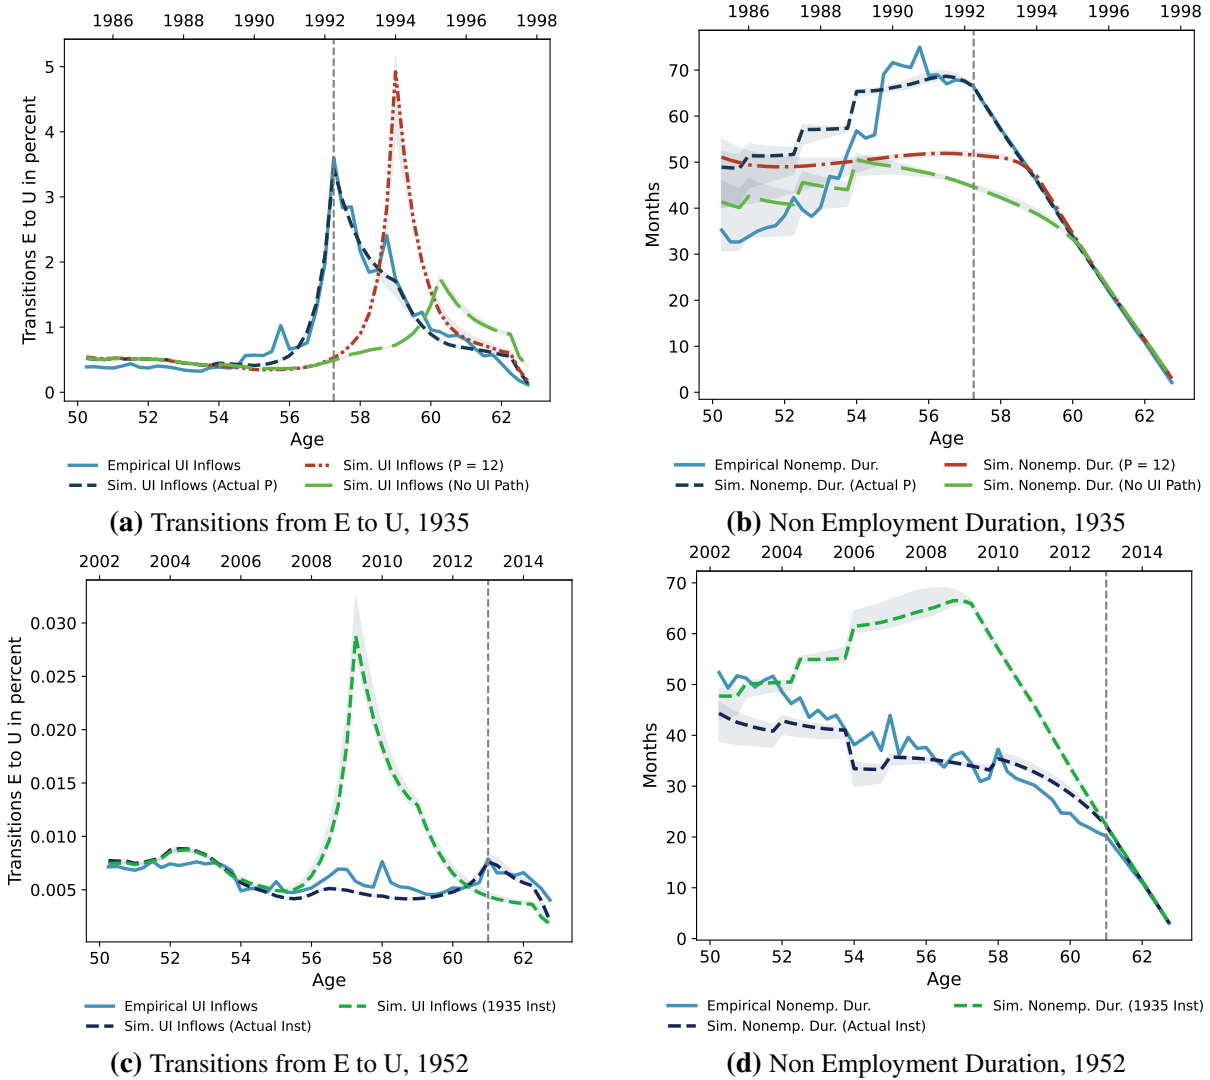 1986 1988 1990 1992 1994 1996 1998
5
4
3
2
1
0
Transitions E to U in percent
50 52 54 56 58 60 62
Age
Empirical UI Inflows
Sim. UI Inflows (Actual P)
Sim. UI Inflows (P = 12)
Sim. UI Inflows (No UI Path)
(a) Transitions from E to U, 1935
1986 1988 1990 1992 1994 1996 1998
70
60
50
40
30
20
10
0
Months
50 52 54 56 58 60 62
Age
Empirical Nonemp. Dur.
Sim. Nonemp. Dur. (Actual P)
Sim. Nonemp. Dur. (P = 12)
Sim. Nonemp. Dur. (No UI Path)
(b) Non Employment Duration, 1935
2002 2004 2006 2008 2010 2012 2014
0.030
0.025
0.020
0.015
0.010
0.005
Transitions E to U in percent
50 52 54 56 58 60 62
Age
Empirical UI Inflows
Sim. UI Inflows (Actual Inst)
Sim. UI Inflows (1935 Inst)
(c) Transitions from E to U, 1952
2002 2004 2006 2008 2010 2012 2014
70
60
50
40
30
20
10
0
Months
50 52 54 56 58 60 62
Age
Empirical Nonemp. Dur.
Sim. Nonemp. Dur. (Actual Inst)
Sim. Nonemp. Dur. (1935 Inst)
(d) Non Employment Duration, 1952